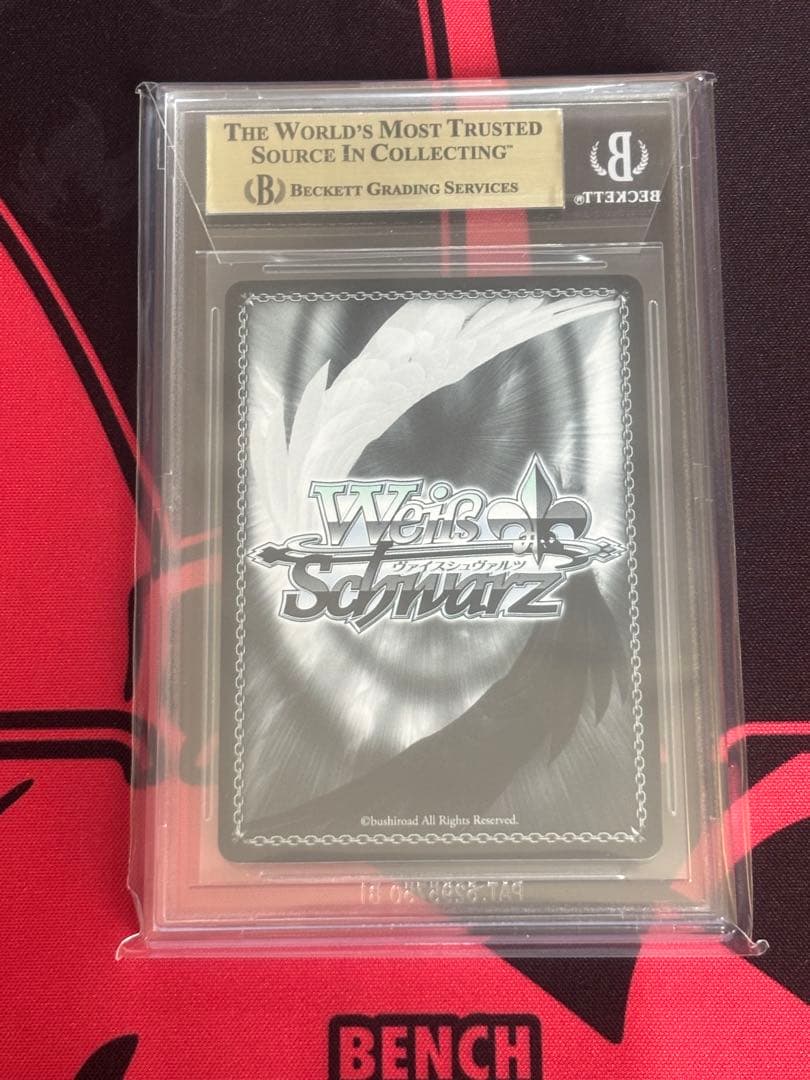 THE WORLD'S MOST TRUSTED
SOURCE IN COLLECTING™
B BECKETT GRADING SERVICES
B
BECKETT®
Weiß
ヴァイスシュヴァルツ
Schwarz
©bushiroad All Rights Reserved.
BENCH